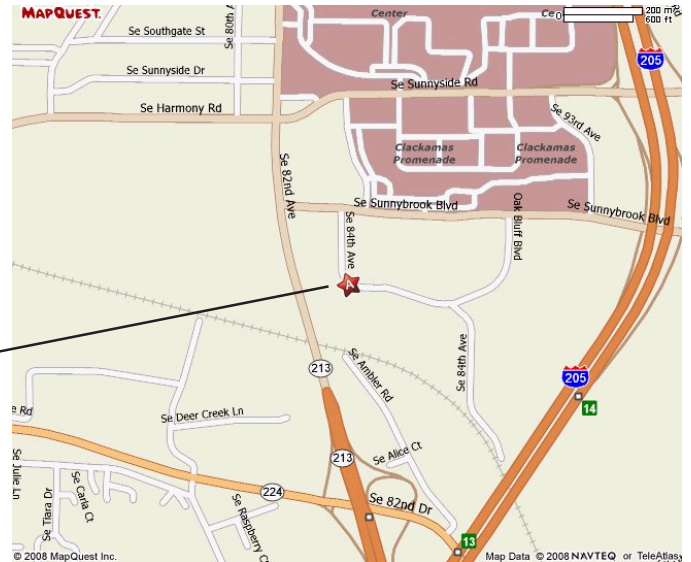 MAPQUEST.
Center
Ce
0
200 m
600 ft
Rd
Se Southgate St
Se 80th A
205
Se Sunnyside Dr
Se Sunnyside Rd
Se Harmony Rd
Se 93rd Ave
Clackamas
Promenade
Clackamas
Promenade
Se 82nd Ave
Se Sunnybrook Blvd
Se Sunnybrook Blvd
Se 84th Ave
Oak Bluff Blvd
A
Se 84th Ave
213
Se Ambler Rd
205
14
e Rd
Se Deer Creek Ln
213
Se Alice Ct
Se Julie Ln
Se Tiara Dr
Se Carla Ct
224
Se 82nd Dr
Se Raspberry C
13
© 2008 MapQuest Inc.
Map Data © 2008 NAVTEQ or TeleAtlas